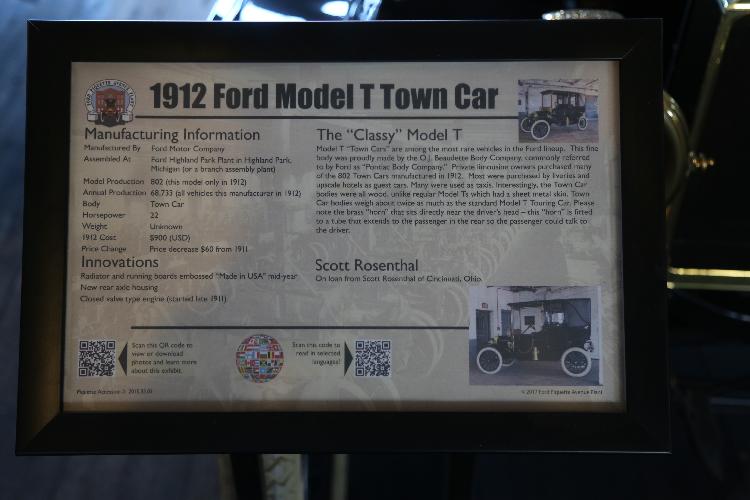 1912 Ford Model T Town Car
Manufacturing Information
Manufactured By Ford Motor Company
Assembled At Ford Highland Park Plant in Highland Park,
Michigan (or a branch assembly plant)
Model Production 802 (this model only in 1912)
Annual Production 68,733 (all vehicles this manufacturer in 1912)
Body Town Car
Horsepower 22
Weight Unknown
1912 Cost $900 (USD)
Price Change Price decrease $60 from 1911
Innovations
Radiator and running boards embossed "Made in USA" mid-year
New rear axle housing
Closed valve type engine (started late 1911)
The "Classy" Model T
Model T "Town Cars" are among the most rare vehicles in the Ford lineup. This fine
body was proudly made by the O.J. Beaudette Body Company, commonly referred
to by Ford as "Pontiac Body Company." Private limousine owners purchased many
of the 802 Town Cars manufactured in 1912. Most were purchased by liveries and
upscale hotels as guest cars. Many were used as taxis. Interestingly, the Town Car
bodies were all wood, unlike regular Model Ts which had a sheet metal skin. Town
Car bodies weigh about twice as much as the standard Model T Touring Car. Please
note the brass "horn" that sits directly near the driver's head – this "horn" is fitted
to a tube that extends to the passenger in the rear so the passenger could talk to
the driver.
Scott Rosenthal
On loan from Scott Rosenthal of Cincinnati, Ohio.
Scan this QR code to
view or download
photos and learn more
about this exhibit.
Scan this code to
read in selected
languages!
Piquette Accession #: 2015.55.03
© 2017 Ford Piquette Avenue Plant